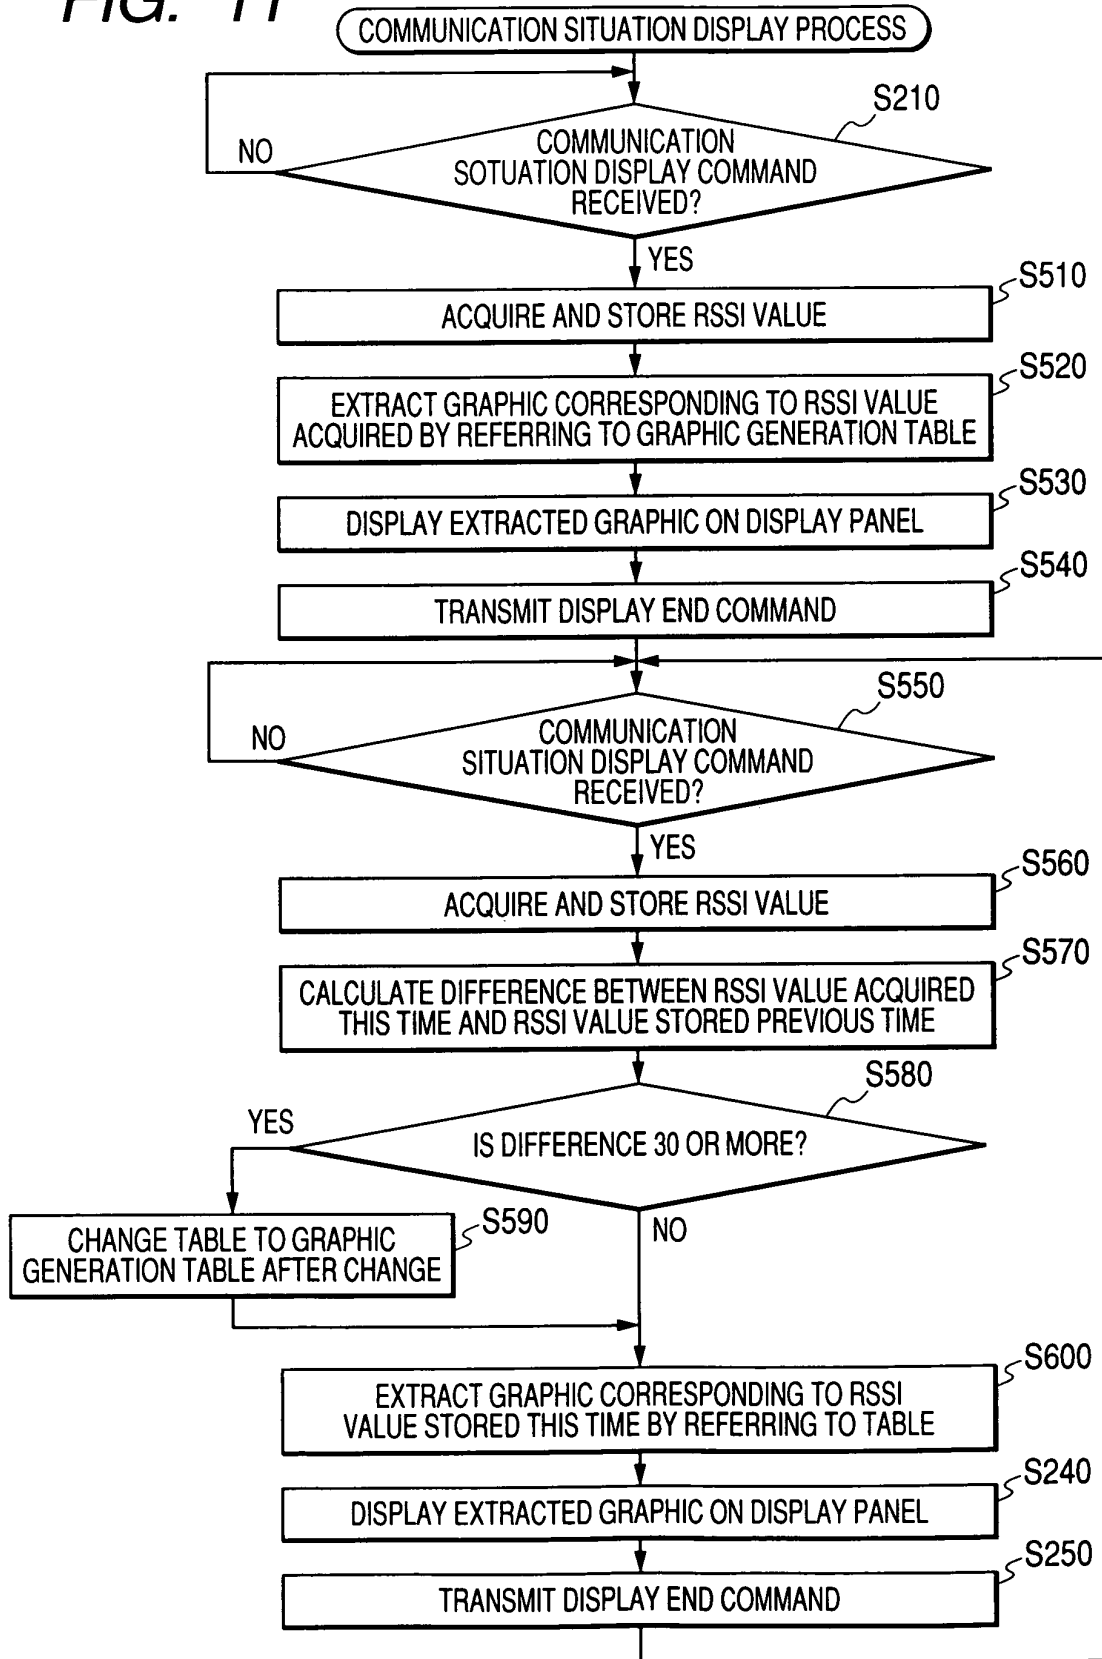 FIG. 11
COMMUNICATION SITUATION DISPLAY PROCESS
S210
NO
COMMUNICATION
SOTUATION DISPLAY COMMAND
RECEIVED?
YES
S510
ACQUIRE AND STORE RSSI VALUE
S520
EXTRACT GRAPHIC CORRESPONDING TO RSSI VALUE
ACQUIRED BY REFERRING TO GRAPHIC GENERATION TABLE
S530
DISPLAY EXTRACTED GRAPHIC ON DISPLAY PANEL
S540
TRANSMIT DISPLAY END COMMAND
S550
NO
COMMUNICATION
SITUATION DISPLAY COMMAND
RECEIVED?
YES
S560
ACQUIRE AND STORE RSSI VALUE
S570
CALCULATE DIFFERENCE BETWEEN RSSI VALUE ACQUIRED
THIS TIME AND RSSI VALUE STORED PREVIOUS TIME
S580
YES
IS DIFFERENCE 30 OR MORE?
NO
S590
CHANGE TABLE TO GRAPHIC
GENERATION TABLE AFTER CHANGE
S600
EXTRACT GRAPHIC CORRESPONDING TO RSSI
VALUE STORED THIS TIME BY REFERRING TO TABLE
S240
DISPLAY EXTRACTED GRAPHIC ON DISPLAY PANEL
S250
TRANSMIT DISPLAY END COMMAND